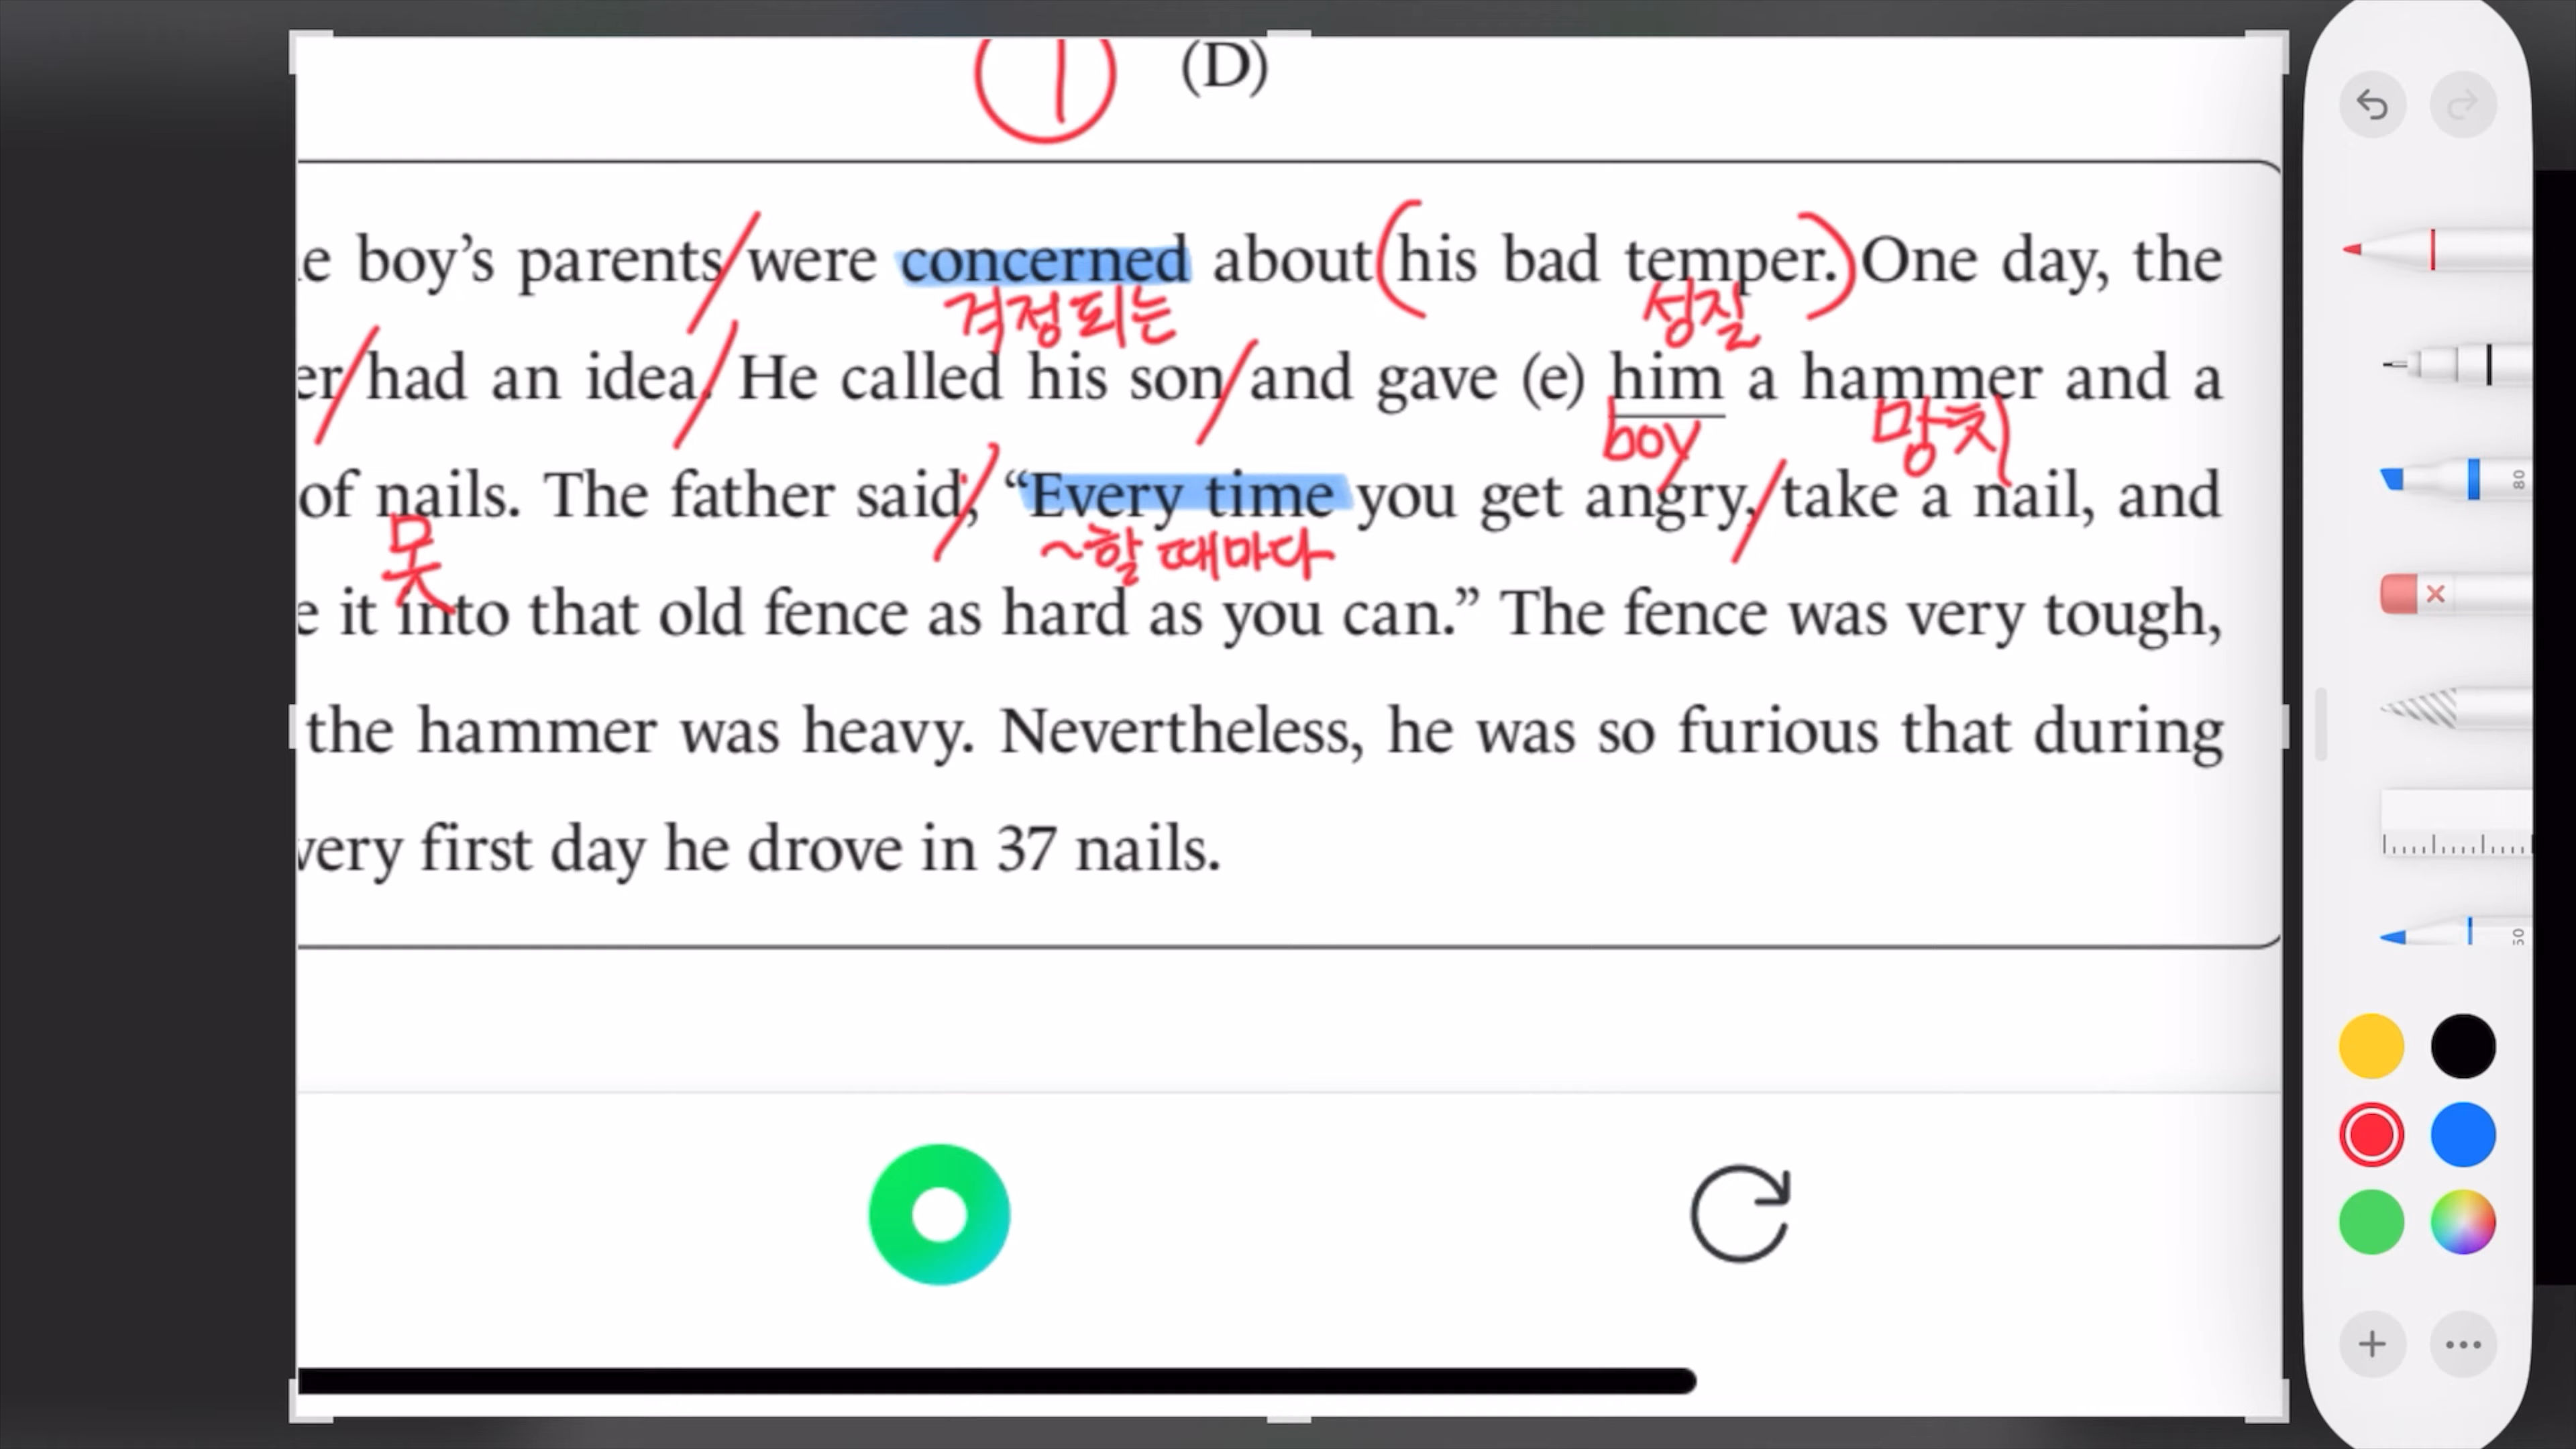 1 (D)
boy’s parents were concerned about his bad temper. One day, the
걱정되는 성질
had an idea. He called his son and gave (e) him a hammer and a
boy 망치
of nails. The father said, “Every time you get angry, take a nail, and
못 ~할 때마다
it into that old fence as hard as you can.” The fence was very tough,
the hammer was heavy. Nevertheless, he was so furious that during
very first day he drove in 37 nails.
80
50